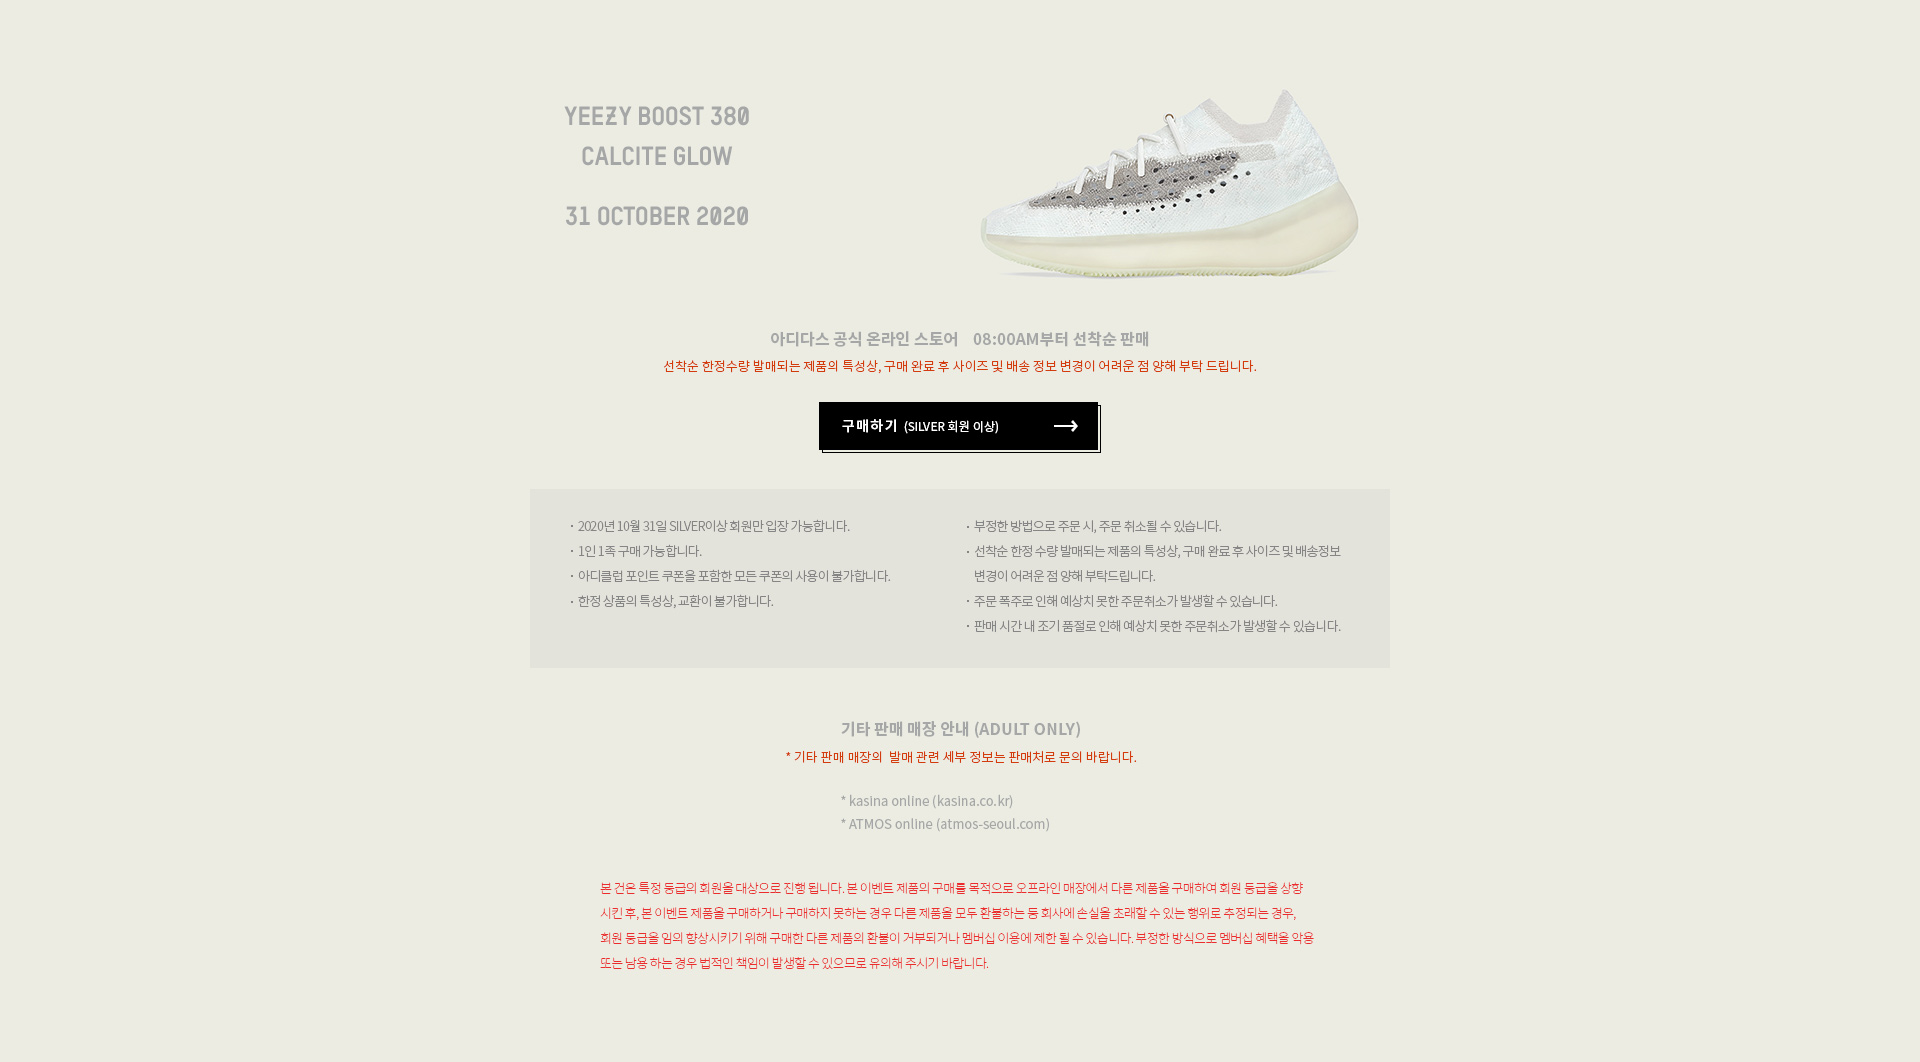 YEEZY BOOST 380
CALCITE GLOW
31 OCTOBER 2020
아디다스 공식 온라인 스토어 08:00AM부터 선착순 판매
선착순 한정수량 발매되는 제품의 특성상, 구매 완료 후 사이즈 및 배송 정보 변경이 어려운 점 양해 부탁 드립니다.
구매하기 (SILVER 회원 이상)
· 2020년 10월 31일 SILVER이상 회원만 입장 가능합니다.
· 1인 1족 구매 가능합니다.
· 아디클럽 포인트 쿠폰을 포함한 모든 쿠폰의 사용이 불가합니다.
· 한정 상품의 특성상, 교환이 불가합니다.
· 부정한 방법으로 주문 시, 주문 취소될 수 있습니다.
· 선착순 한정 수량 발매되는 제품의 특성상, 구매 완료 후 사이즈 및 배송정보
변경이 어려운 점 양해 부탁드립니다.
· 주문 폭주로 인해 예상치 못한 주문취소가 발생할 수 있습니다.
· 판매 시간 내 조기 품절로 인해 예상치 못한 주문취소가 발생할 수 있습니다.
기타 판매 매장 안내 (ADULT ONLY)
* 기타 판매 매장의 발매 관련 세부 정보는 판매처로 문의 바랍니다.
* kasina online (kasina.co.kr)
* ATMOS online (atmos-seoul.com)
본 건은 특정 등급의 회원을 대상으로 진행 됩니다. 본 이벤트 제품의 구매를 목적으로 오프라인 매장에서 다른 제품을 구매하여 회원 등급을 상향
시킨 후, 본 이벤트 제품을 구매하거나 구매하지 못하는 경우 다른 제품을 모두 환불하는 등 회사에 손실을 초래할 수 있는 행위로 추정되는 경우,
회원 등급을 임의 향상시키기 위해 구매한 다른 제품의 환불이 거부되거나 멤버십 이용에 제한 될 수 있습니다. 부정한 방식으로 멤버십 혜택을 악용
또는 남용 하는 경우 법적인 책임이 발생할 수 있으므로 유의해 주시기 바랍니다.